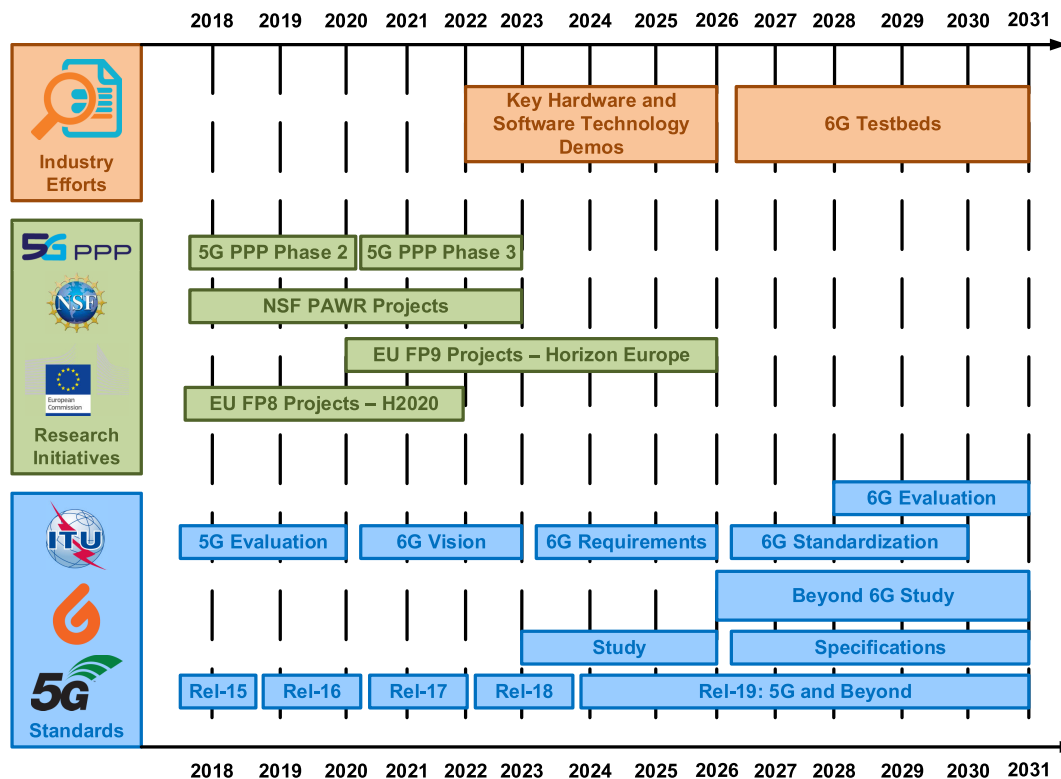 2018 2019 2020 2021 2022 2023 2024 2025 2026 2027 2028 2029 2030 2031
Industry
Efforts
Key Hardware and
Software Technology
Demos
6G Testbeds
5G PPP
NSF
European
Commission
Research
Initiatives
5G PPP Phase 2
5G PPP Phase 3
NSF PAWR Projects
EU FP9 Projects – Horizon Europe
EU FP8 Projects – H2020
ITU
5G
Standards
6G Evaluation
5G Evaluation
6G Vision
6G Requirements
6G Standardization
Beyond 6G Study
Study
Specifications
Rel-15
Rel-16
Rel-17
Rel-18
Rel-19: 5G and Beyond
2018 2019 2020 2021 2022 2023 2024 2025 2026 2027 2028 2029 2030 2031